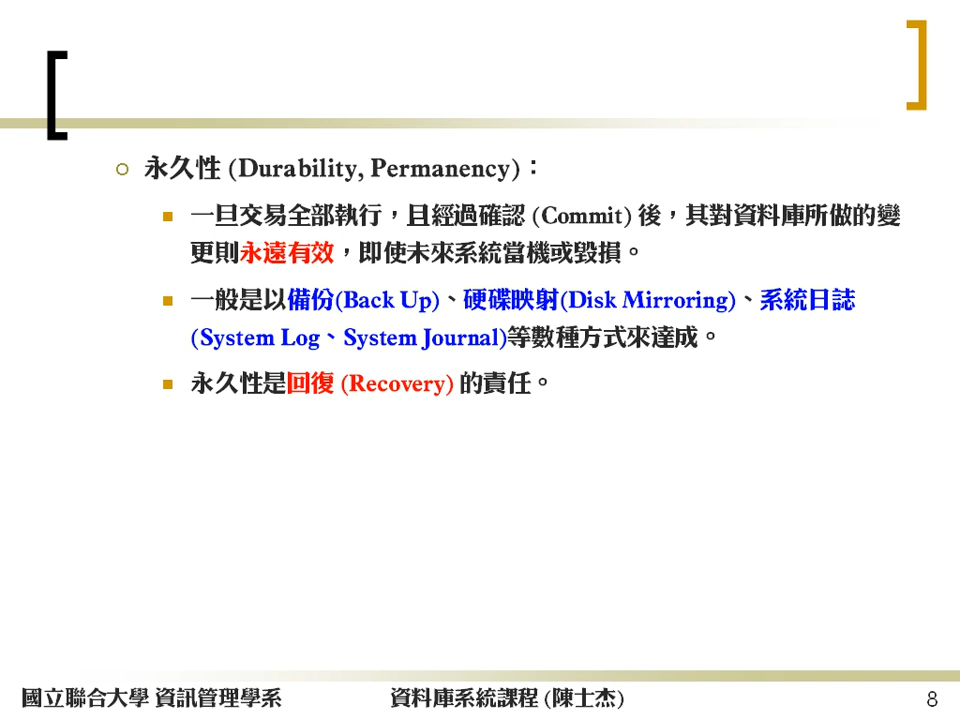 永久性 (Durability, Permanency)：
一旦交易全部執行，且經過確認 (Commit) 後，其對資料庫所做的變
更則永遠有效，即使未來系統當機或毀損。
一般是以備份(Back Up)、硬碟映射(Disk Mirroring)、系統日誌
(System Log、System Journal)等數種方式來達成。
永久性是回復 (Recovery) 的責任。
國立聯合大學 資訊管理學系 資料庫系統課程 (陳士杰) 8